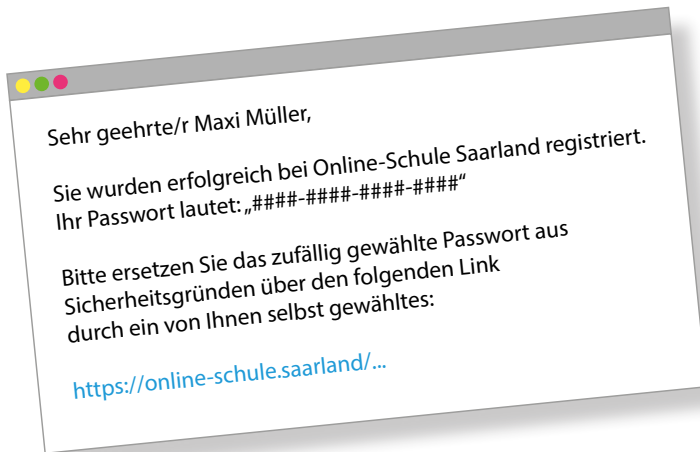 Sehr geehrte/r Maxi Müller,
Sie wurden erfolgreich bei Online-Schule Saarland registriert.
Ihr Passwort lautet: „####-####-####-####“
Bitte ersetzen Sie das zufällig gewählte Passwort aus
Sicherheitsgründen über den folgenden Link
durch ein von Ihnen selbst gewähltes:
https://online-schule.saarland/...